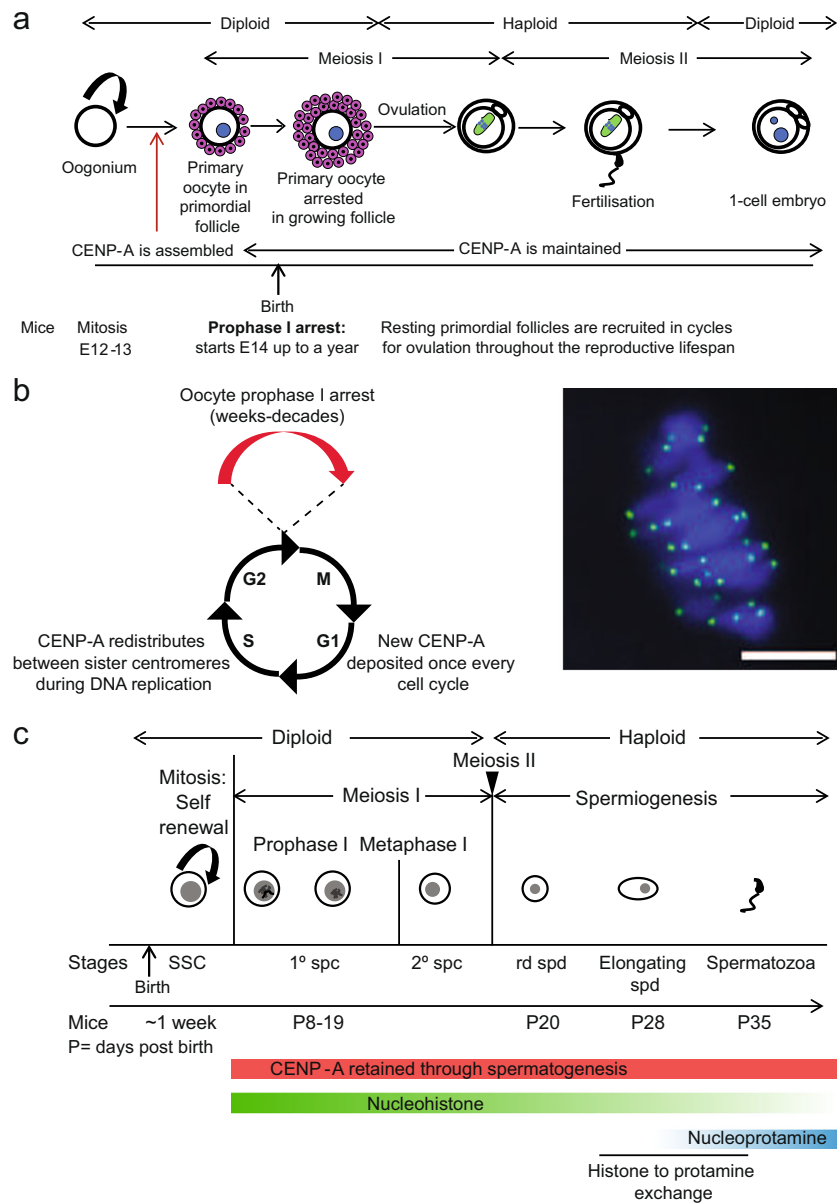 a
Diploid
Haploid
Diploid
Meiosis I
Meiosis II
Ovulation
Oogonium
Primary
oocyte in
primordial
follicle
Primary oocyte
arrested
in growing follicle
Fertilisation
1-cell embryo
CENP-A is assembled
CENP-A is maintained
Birth
Mice
Mitosis
E12-13
Prophase I arrest:
starts E14 up to a year
Resting primordial follicles are recruited in cycles
for ovulation throughout the reproductive lifespan
b
Oocyte prophase I arrest
(weeks-decades)
G2
M
S
G1
CENP-A redistributes
between sister centromeres
during DNA replication
New CENP-A
deposited once every
cell cycle
c
Diploid
Haploid
Meiosis II
Mitosis:
Self
renewal
Meiosis I
Spermiogenesis
Prophase I
Metaphase I
Stages
SSC
1º spc
2º spc
rd spd
Elongating
spd
Spermatozoa
Birth
Mice
~1 week
P8-19
P20
P28
P35
P= days post birth
CENP-A retained through spermatogenesis
Nucleohistone
Nucleoprotamine
Histone to protamine
exchange